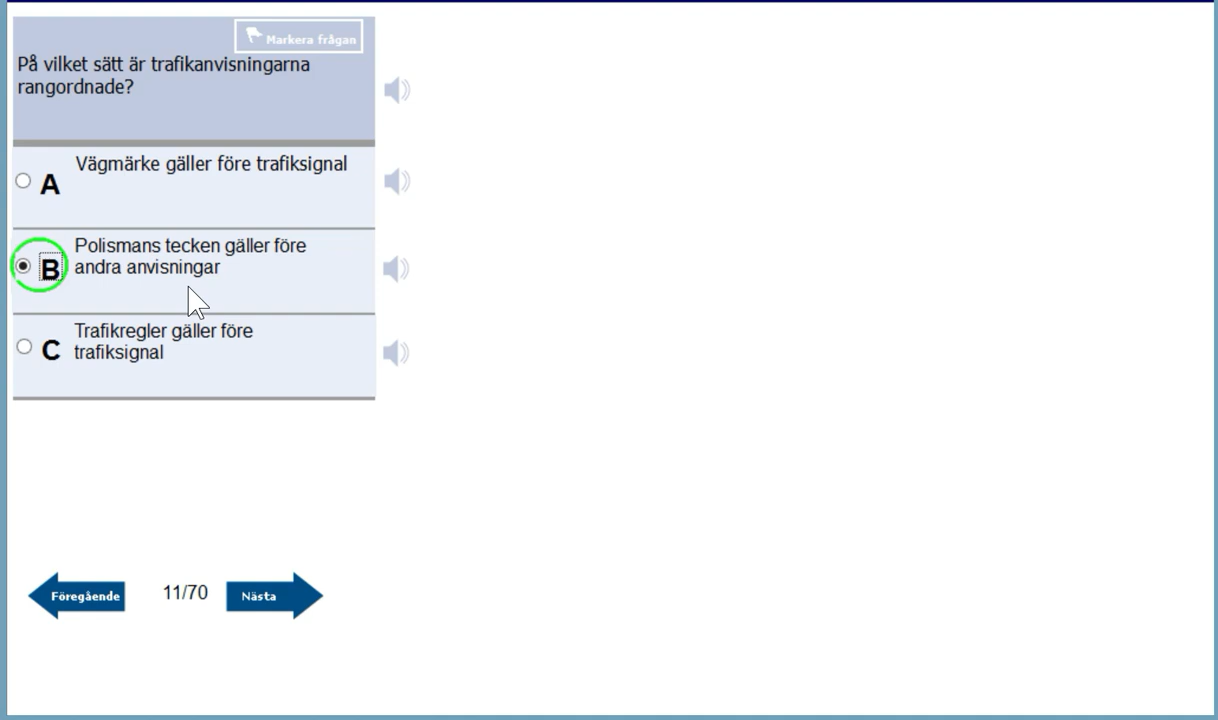 Markera frågan
På vilket sätt är trafikanvisningarna
rangordnade?
A
Vägmärke gäller före trafiksignal
B
Polismans tecken gäller före
andra anvisningar
C
Trafikregler gäller före
trafiksignal
Föregående
11/70
Nästa